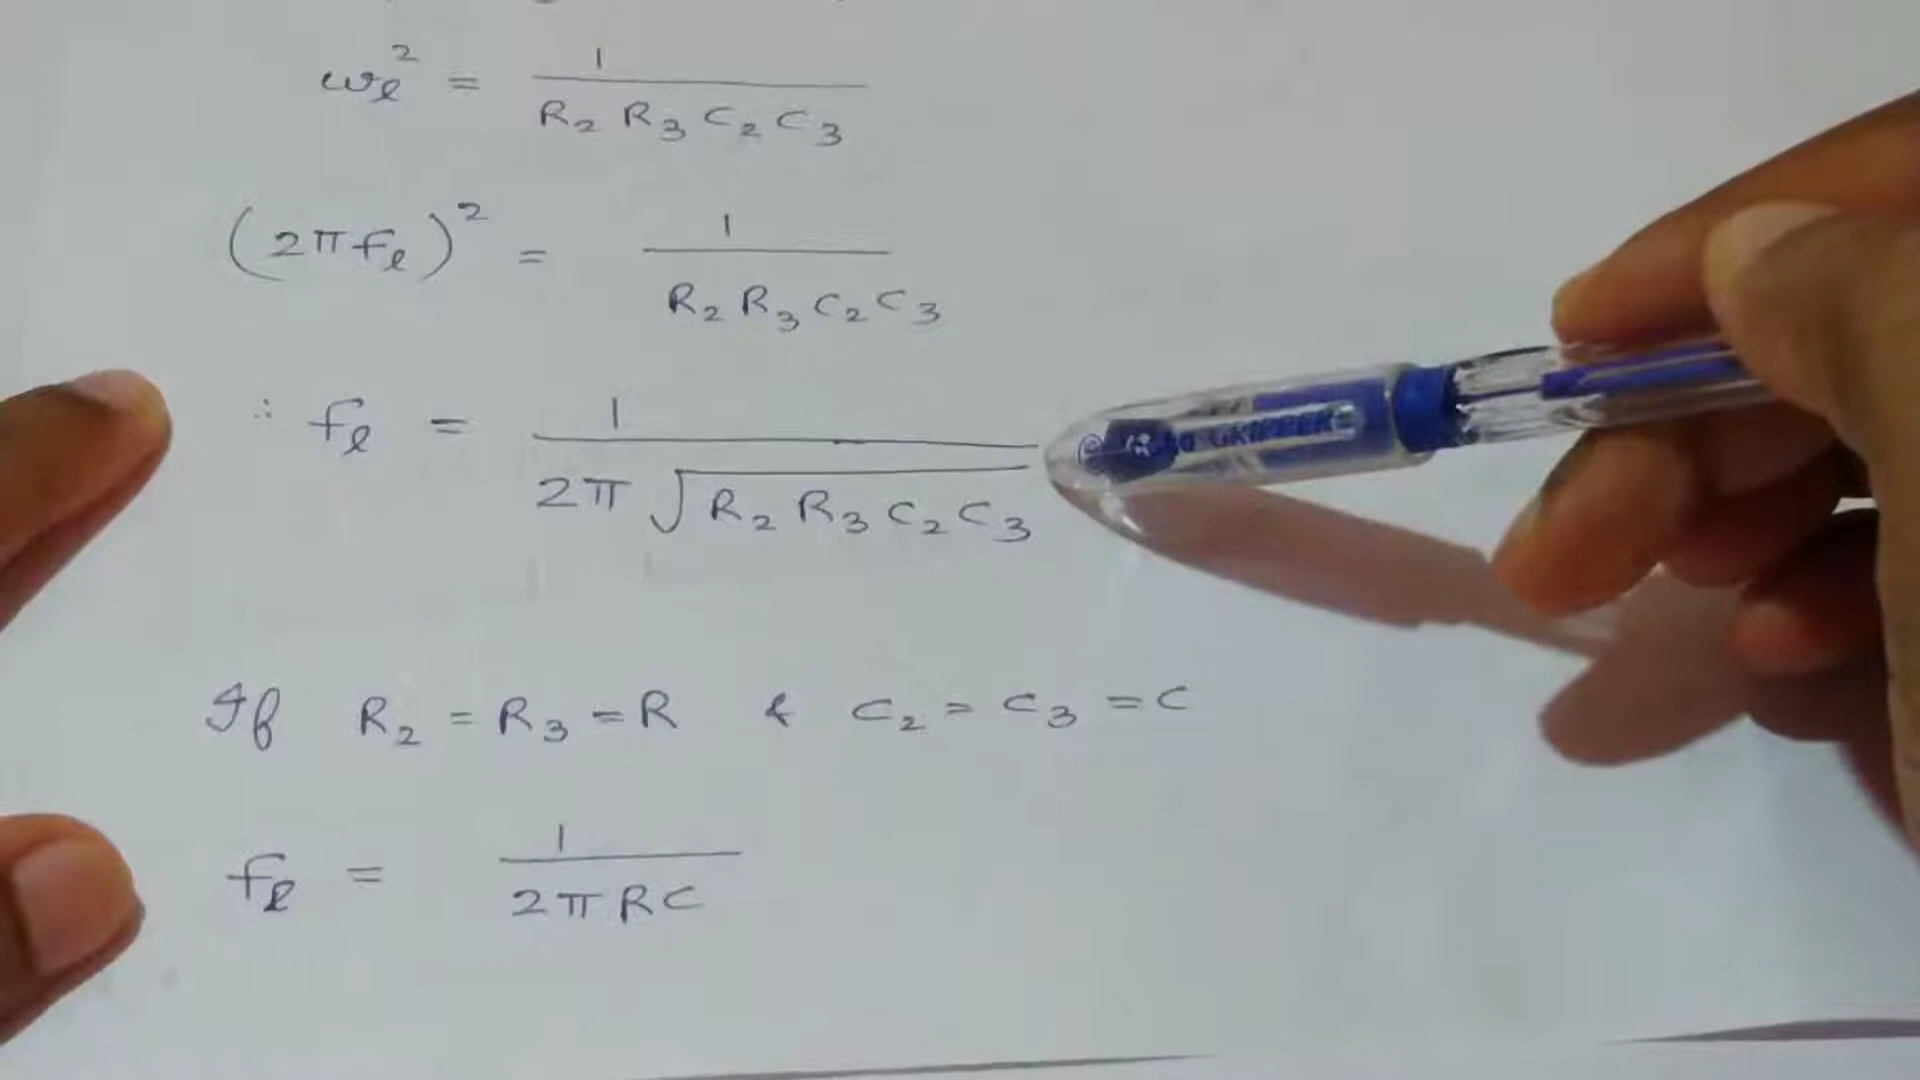 ωℓ² = 1 / R₂ R₃ C₂ C₃
(2πfℓ)² = 1 / R₂ R₃ C₂ C₃
∴ fℓ = 1 / 2π √R₂ R₃ C₂ C₃
If R₂ = R₃ = R & C₂ = C₃ = C
fℓ = 1 / 2πRC